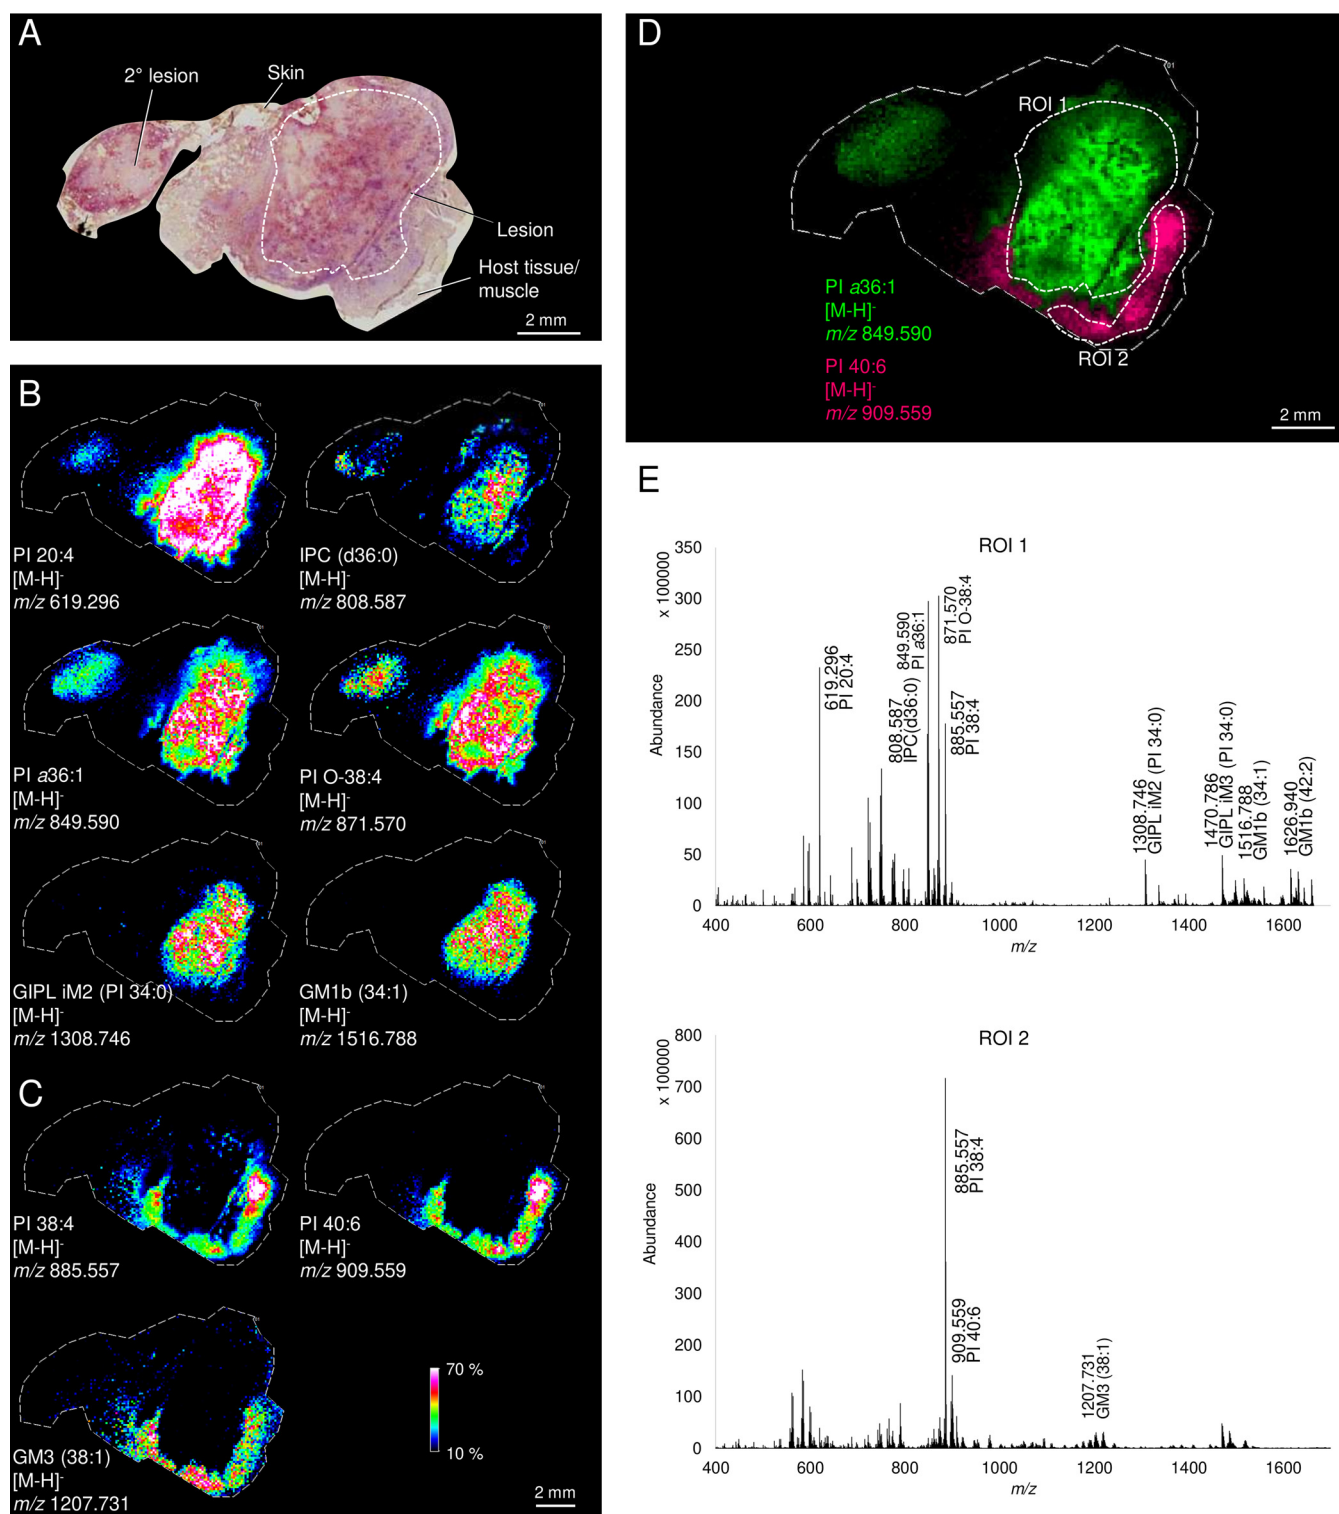 A
2° lesion
Skin
Lesion
Host tissue/
muscle
2 mm
B
PI 20:4
[M-H]-
m/z 619.296
IPC (d36:0)
[M-H]-
m/z 808.587
PI a36:1
[M-H]-
m/z 849.590
PI O-38:4
[M-H]-
m/z 871.570
GIPL iM2 (PI 34:0)
[M-H]-
m/z 1308.746
GM1b (34:1)
[M-H]-
m/z 1516.788
C
PI 38:4
[M-H]-
m/z 885.557
PI 40:6
[M-H]-
m/z 909.559
GM3 (38:1)
[M-H]-
m/z 1207.731
70 %
10 %
2 mm
D
ROI 1
ROI 2
PI a36:1
[M-H]-
m/z 849.590
PI 40:6
[M-H]-
m/z 909.559
2 mm
E
ROI 1
x 100000
Abundance
350
300
250
200
150
100
50
0
619.296
PI 20:4
808.587
IPC(d36:0)
849.590
PI a36:1
871.570
PI O-38:4
885.557
PI 38:4
1308.746
GIPL iM2 (PI 34:0)
1470.786
GIPL iM3 (PI 34:0)
1516.788
GM1b (34:1)
1626.940
GM1b (42:2)
400
600
800
1000
1200
1400
1600
m/z
ROI 2
x 100000
Abundance
800
700
600
500
400
300
200
100
0
885.557
PI 38:4
909.559
PI 40:6
1207.731
GM3 (38:1)
400
600
800
1000
1200
1400
1600
m/z